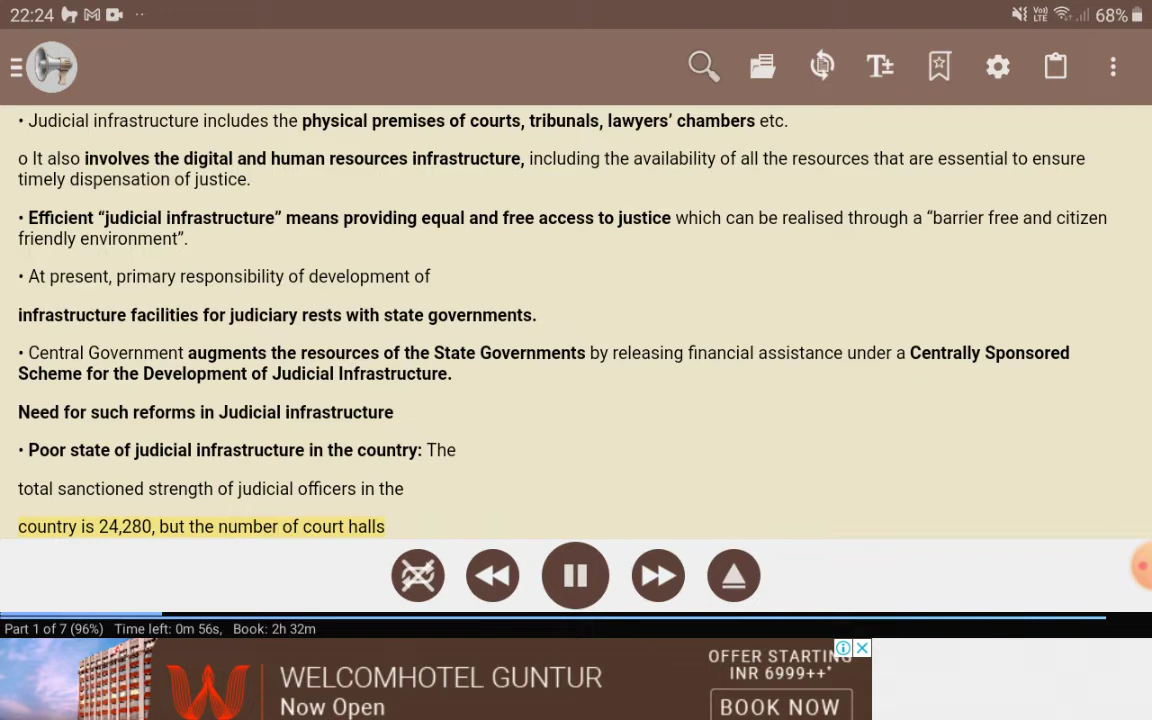 22:24
Vo) LTE
68%
• Judicial infrastructure includes the physical premises of courts, tribunals, lawyers’ chambers etc.
o It also involves the digital and human resources infrastructure, including the availability of all the resources that are essential to ensure
timely dispensation of justice.
• Efficient “judicial infrastructure” means providing equal and free access to justice which can be realised through a “barrier free and citizen
friendly environment”.
• At present, primary responsibility of development of
infrastructure facilities for judiciary rests with state governments.
• Central Government augments the resources of the State Governments by releasing financial assistance under a Centrally Sponsored
Scheme for the Development of Judicial Infrastructure.
Need for such reforms in Judicial infrastructure
• Poor state of judicial infrastructure in the country: The
total sanctioned strength of judicial officers in the
country is 24,280, but the number of court halls
Part 1 of 7 (96%) Time left: 0m 56s, Book: 2h 32m
WELCOMHOTEL GUNTUR
Now Open
OFFER STARTING
INR 6999++*
BOOK NOW